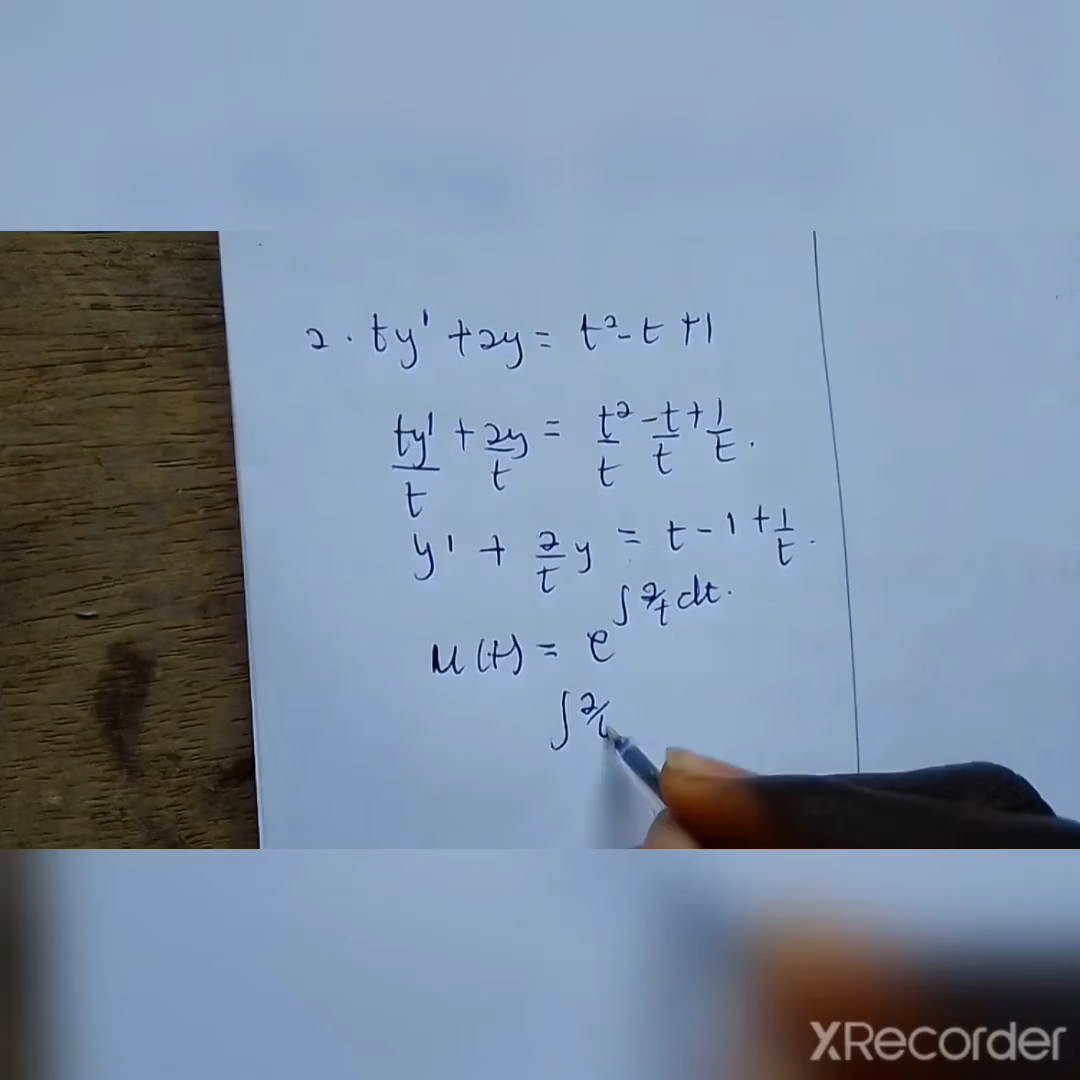 2. ty' + 2y = t² - t + 1
ty'/t + 2y/t = t²/t - t/t + 1/t.
y' + 2/t y = t - 1 + 1/t.
μ(t) = e^∫2/t dt.
∫2/t
XRecorder